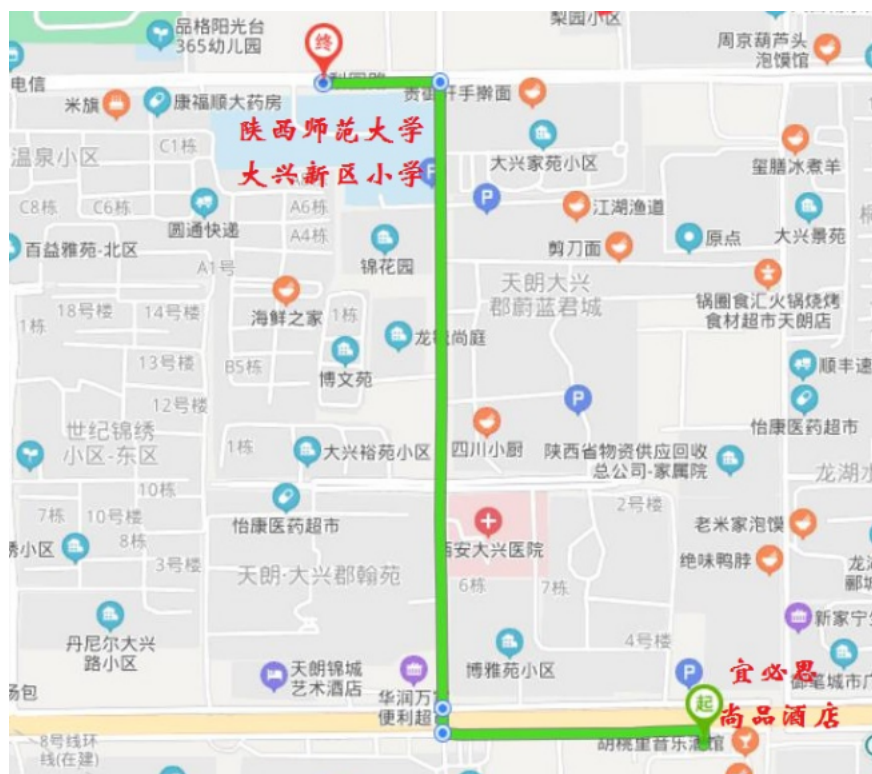 品格阳光台
365幼儿园
终
梨园小区
周京葫芦头
泡馍馆
电信
米旗
康福顺大药房
手擀面
陕西师范大学
大兴新区小学
C1栋
温泉小区
大兴家苑小区
玺膳冰煮羊
P
C8栋
C6栋
A6栋
P
江湖渔道
圆通快递
A4栋
剪刀面
原点
大兴景苑
百益雅苑-北区
锦花园
A1号
天朗大兴
郡蔚蓝君城
锅圈食汇火锅烧烤
食材超市天朗店
18号楼
14号楼
海鲜之家
1栋
1栋
龙
尚庭
13号楼
B5栋
博文苑
顺丰速
12号楼
P
怡康医药超市
世纪锦绣
小区-东区
1栋
大兴裕苑小区
四川小厨
陕西省物资供应回收
总公司-家属院
龙湖水
10栋
7栋
10号楼
怡康医药超市
2号楼
老米家泡馍
绣小区
8栋
西安大兴医院
3号楼
天朗·大兴郡翰苑
6栋
7栋
绝味鸭脖
龙湖
郦城
丹尼尔大兴
路小区
4号楼
新家宁生
天朗锦城
艺术酒店
博雅苑小区
P
宜必思
御笔城市广
汤包
华润万家
便利超
起
尚品酒店
8号线环
线(在建)
胡桃里音乐酒馆